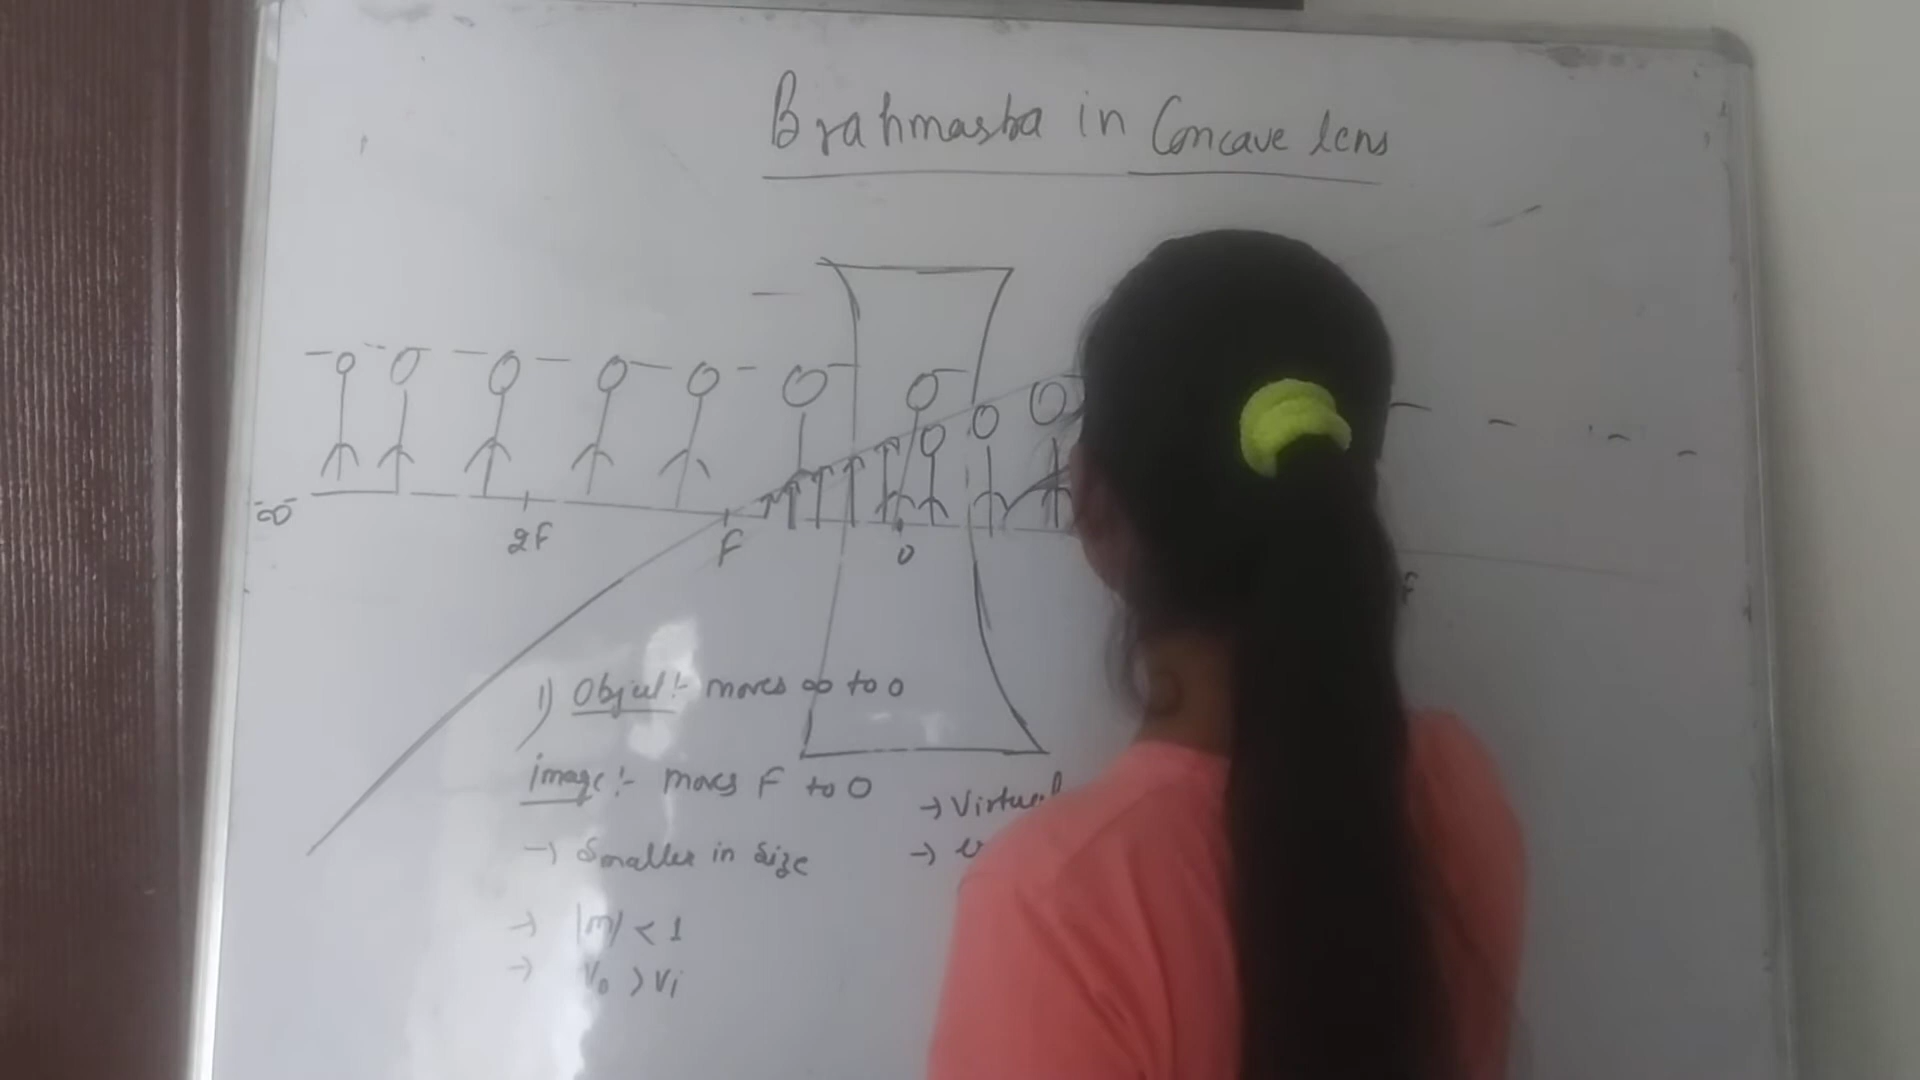 Brahmastra in Concave lens
-∞ 2F F O F
1) Object:- moves ∞ to O
image:- moves F to O → Virtual
→ Smaller in size →
→ |m| < 1
→ V₀ > Vi